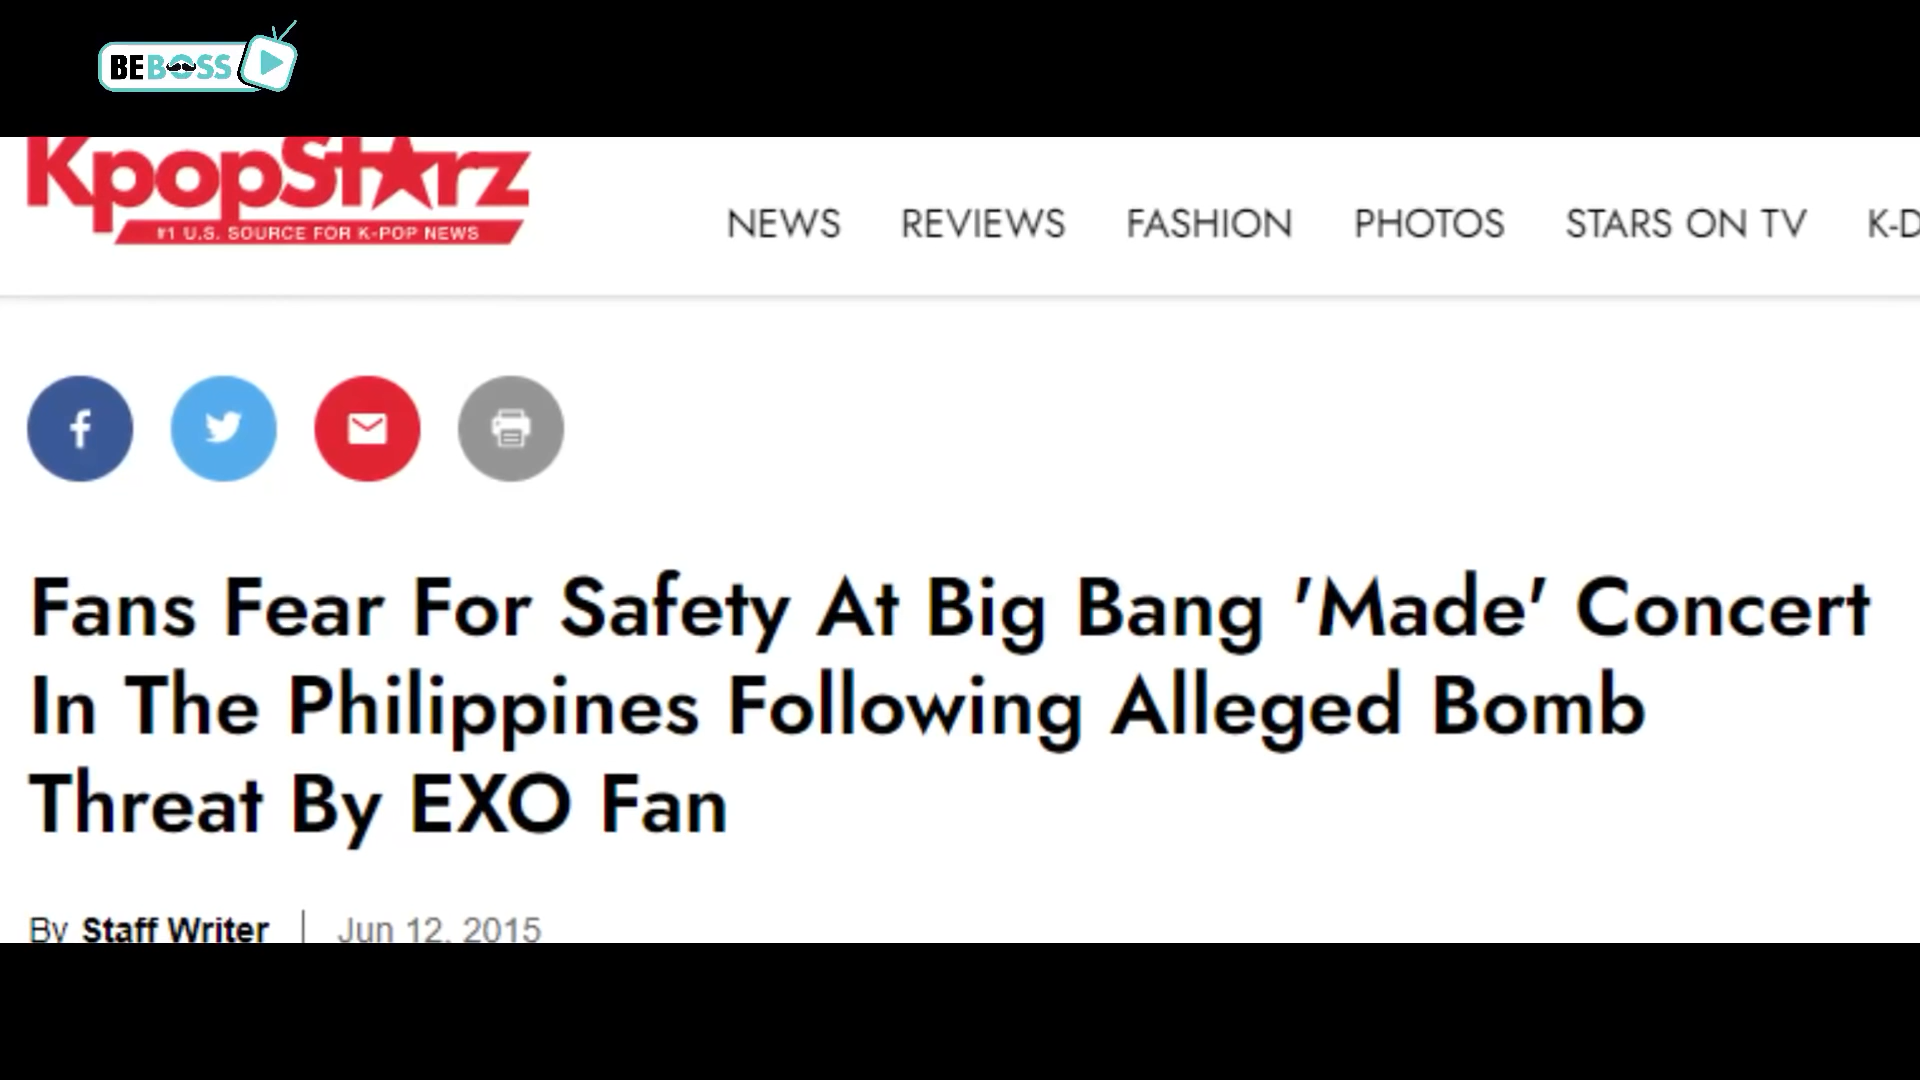 BEBOSS
KpopStarz
#1 U.S. SOURCE FOR K-POP NEWS
NEWS REVIEWS FASHION PHOTOS STARS ON TV K-D
Fans Fear For Safety At Big Bang 'Made' Concert
In The Philippines Following Alleged Bomb
Threat By EXO Fan
By Staff Writer | Jun 12, 2015